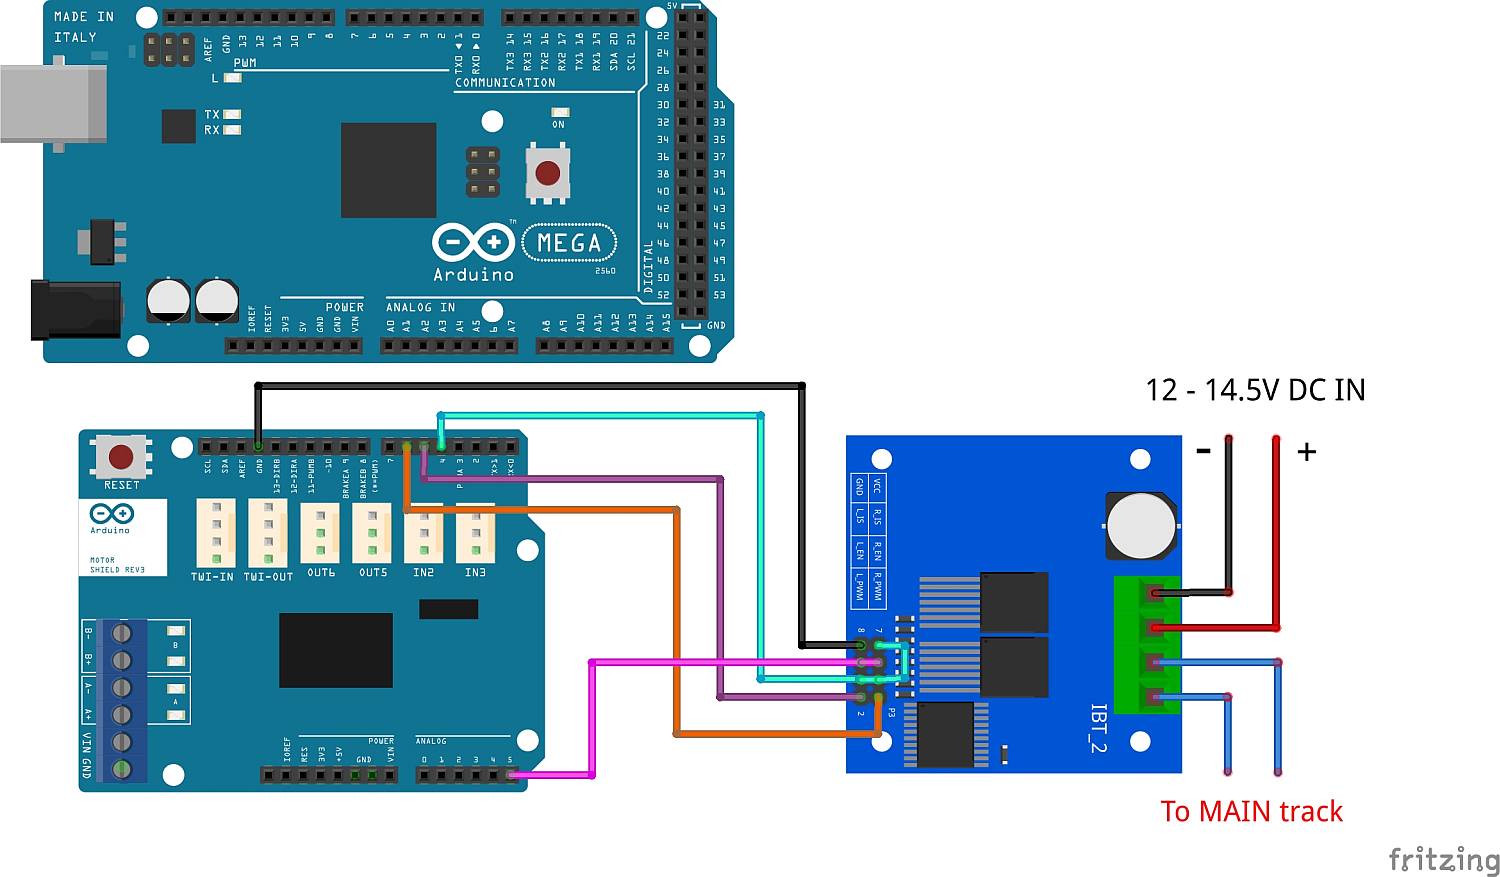 MADE IN
ITALY
AREF
GND
13
12
11
10
9
8
7
6
5
4
3
2
TX0 ◂ 1
RX0 ▸ 0
TX3 14
RX3 15
TX2 16
RX2 17
TX1 18
RX1 19
SDA 20
SCL 21
5V
PWM
COMMUNICATION
L
TX
RX
ON
22
24
26
28
30
32
34
36
38
40
42
44
46
48
50
52
31
33
35
37
39
41
43
45
47
49
51
53
GND
DIGITAL
Arduino
TM
MEGA
2560
POWER
ANALOG IN
IOREF
RESET
3V3
5V
GND
GND
VIN
A0
A1
A2
A3
A4
A5
6
A7
A8
A9
A10
A11
A12
A13
A14
A15
12 - 14.5V DC IN
- +
RESET
SCL
SDA
AREF
GND
13-DIRB
12-DIRA
11-PWMB
~10
BRAKEA 9
BRAKEB 8
(~=PWM)
7
4
3
2
TX>1
X<0
Arduino
MOTOR
SHIELD REV3
TWI-IN
TWI-OUT
OUT6
OUT5
IN2
IN3
B-
B+
A-
A+
VIN
GND
B
A
POWER
ANALOG
IOREF
RES
3V3
+5V
GND
VIN
0
1
2
3
4
5
VCC
GND
R_IS
L_IS
R_EN
L_EN
R_PWM
L_PWM
8
7
2
P3
IBT_2
To MAIN track
fritzing